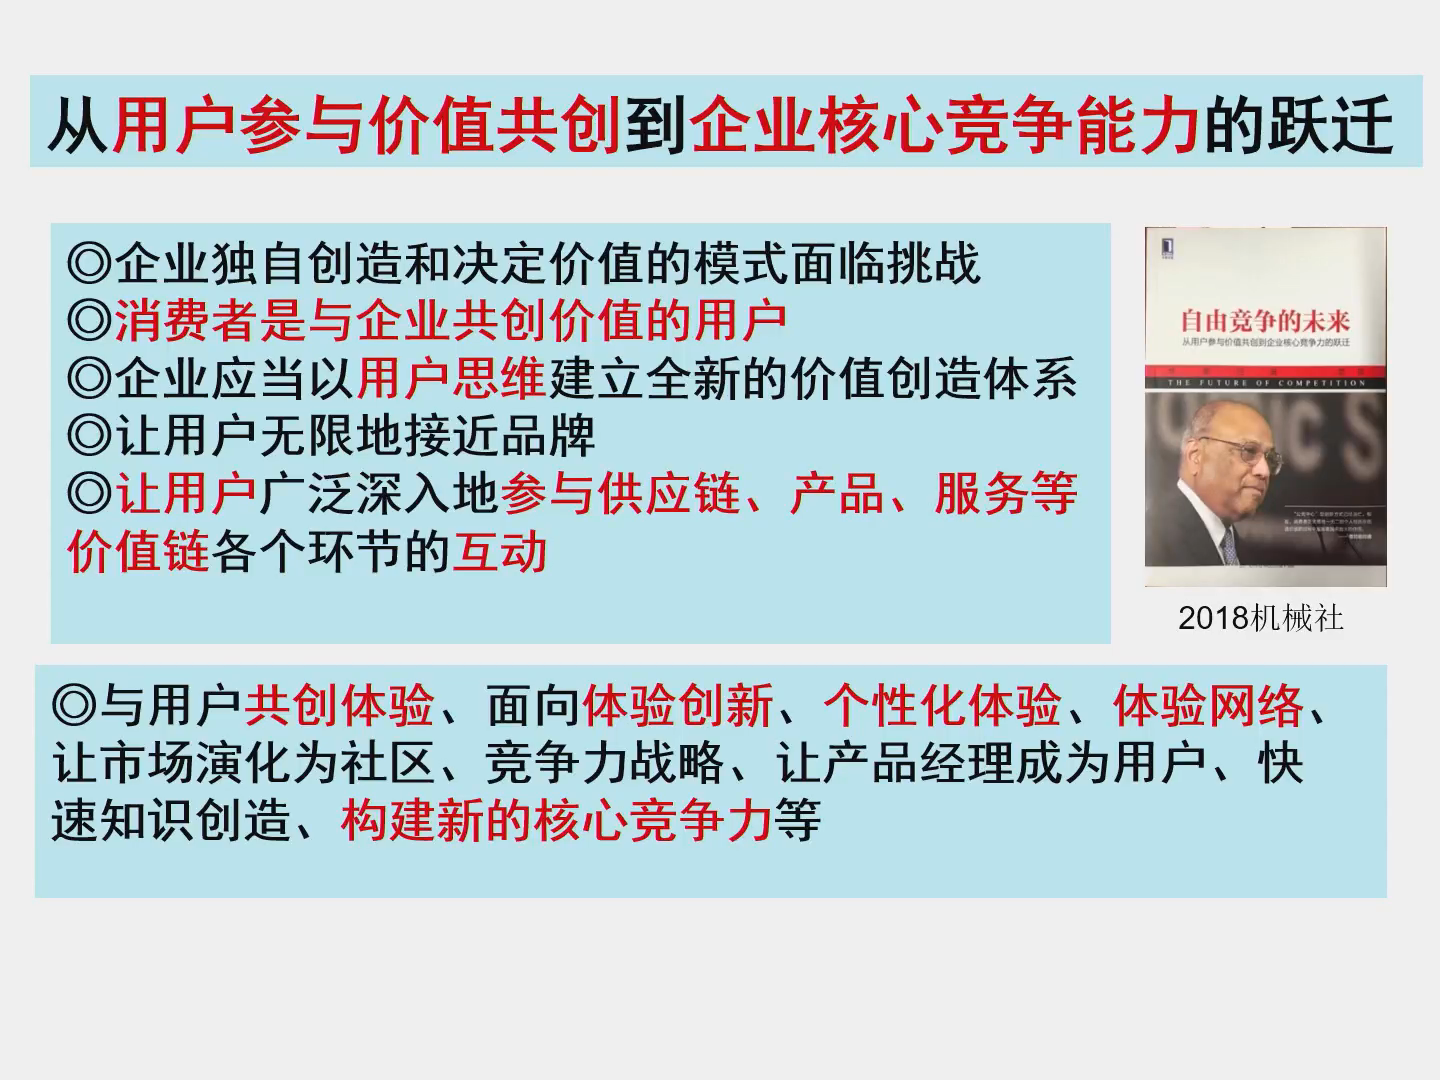 从用户参与价值共创到企业核心竞争能力的跃迁
◎企业独自创造和决定价值的模式面临挑战
◎消费者是与企业共创价值的用户
◎企业应当以用户思维建立全新的价值创造体系
◎让用户无限地接近品牌
◎让用户广泛深入地参与供应链、产品、服务等
价值链各个环节的互动
自由竞争的未来
从用户参与价值共创到企业核心竞争力的跃迁
THE FUTURE OF COMPETITION
2018机械社
◎与用户共创体验、面向体验创新、个性化体验、体验网络、
让市场演化为社区、竞争力战略、让产品经理成为用户、快
速知识创造、构建新的核心竞争力等